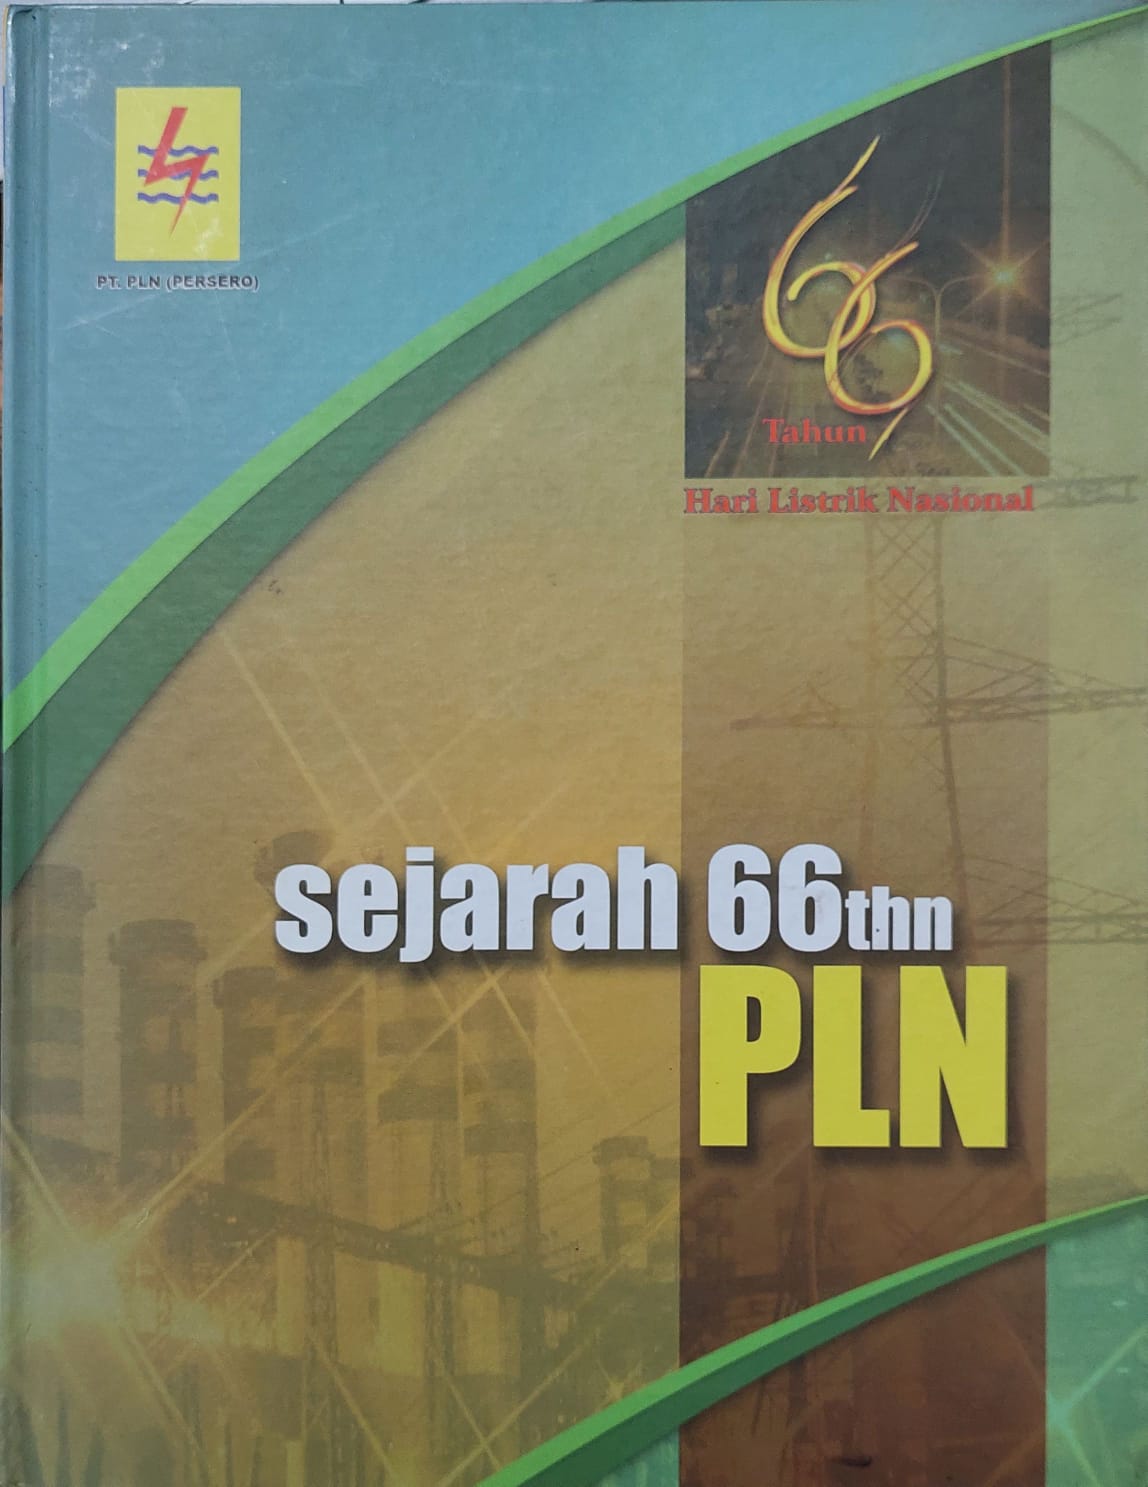 PT. PLN (PERSERO)
66
Tahun
Hari Listrik Nasional
sejarah 66thn
PLN